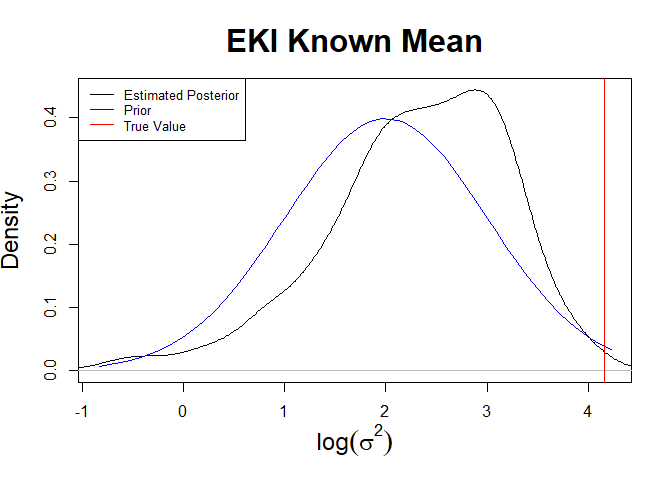 EKI Known Mean
Estimated Posterior
Prior
True Value
Density
0.0
0.1
0.2
0.3
0.4
-1
0
1
2
3
4
log(σ²)